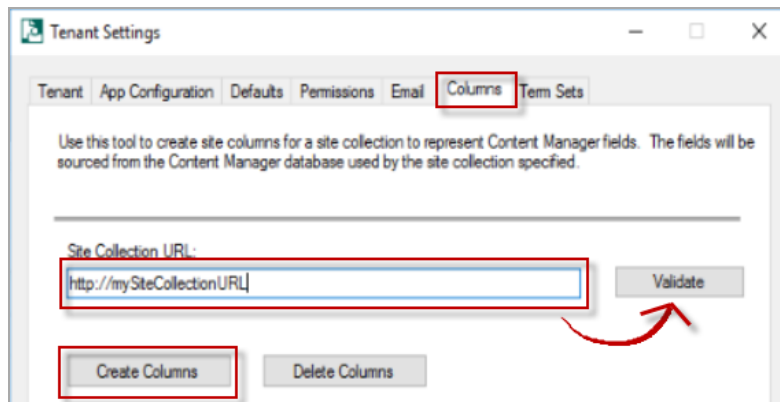 Tenant Settings
Tenant App Configuration Defaults Permissions Email Columns Term Sets
Use this tool to create site columns for a site collection to represent Content Manager fields. The fields will be
sourced from the Content Manager database used by the site collection specified.
Site Collection URL:
http://mySiteCollectionURL Validate
Create Columns Delete Columns